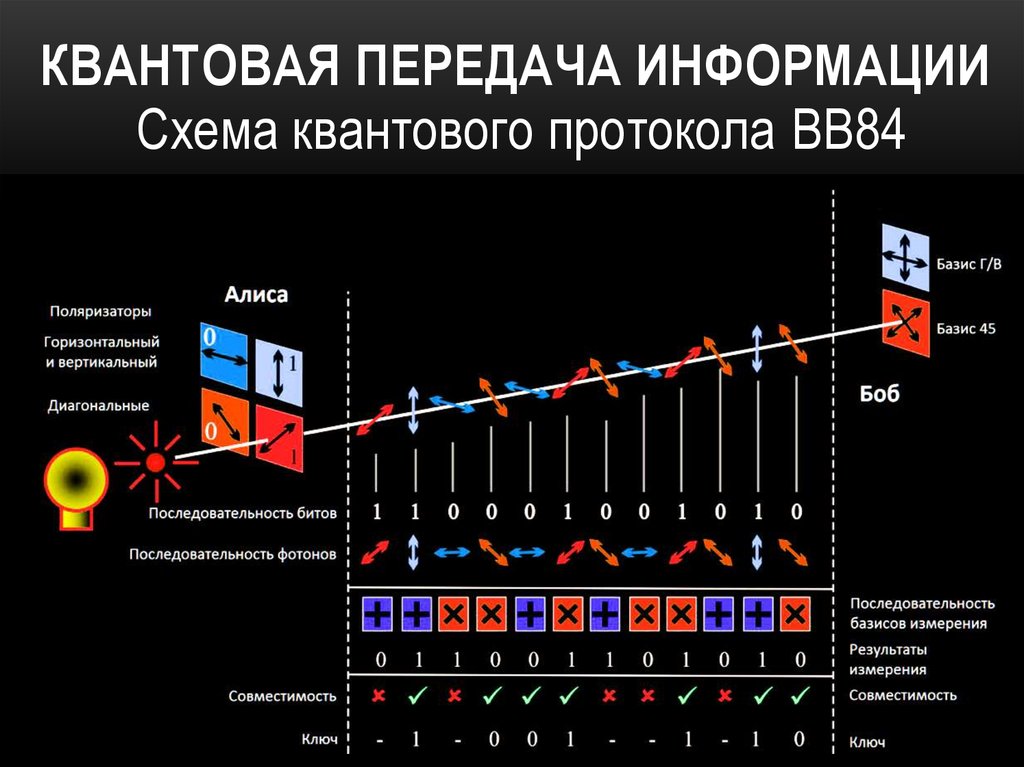 КВАНТОВАЯ ПЕРЕДАЧА ИНФОРМАЦИИ
Схема квантового протокола BB84
Базис Г/В
Алиса
Поляризаторы
Горизонтальный
и вертикальный
0
1
Базис 45
Диагональные
0
1
Боб
Последовательность битов 1 1 0 0 0 1 0 0 1 0 1 0
Последовательность фотонов
Последовательность
базисов измерения
0 1 1 0 0 1 1 0 1 0 1 0 Результаты
измерения
Совместимость ✘ ✓ ✘ ✓ ✓ ✓ ✘ ✘ ✓ ✘ ✓ ✓ Совместимость
Ключ - 1 - 0 0 1 - - 1 - 1 0 Ключ